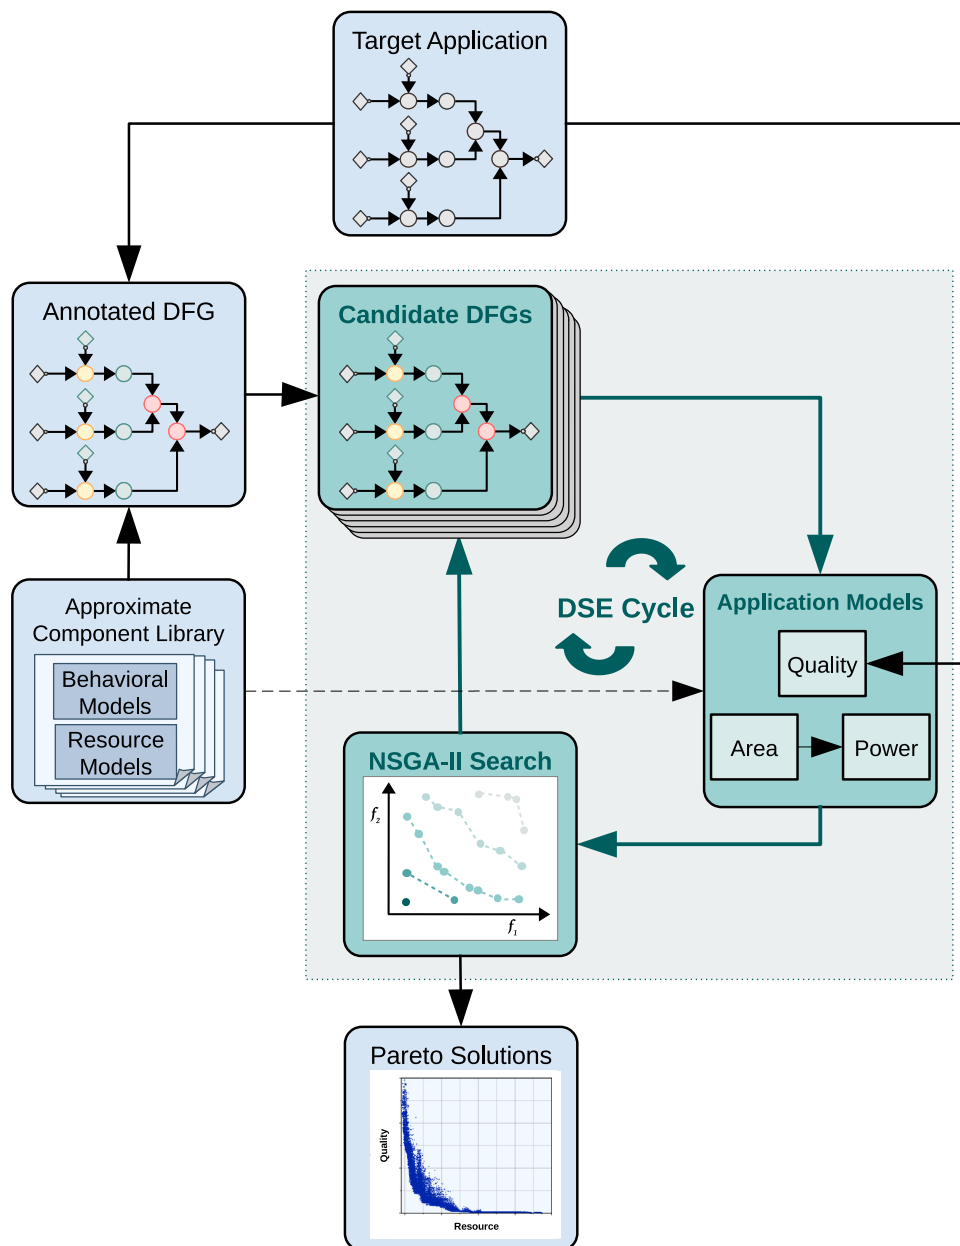 Target Application
Annotated DFG
Candidate DFGs
Approximate
Component Library
Behavioral
Models
Resource
Models
DSE Cycle
Application Models
Quality
Area
Power
NSGA-II Search
f2
f1
Pareto Solutions
Quality
Resource